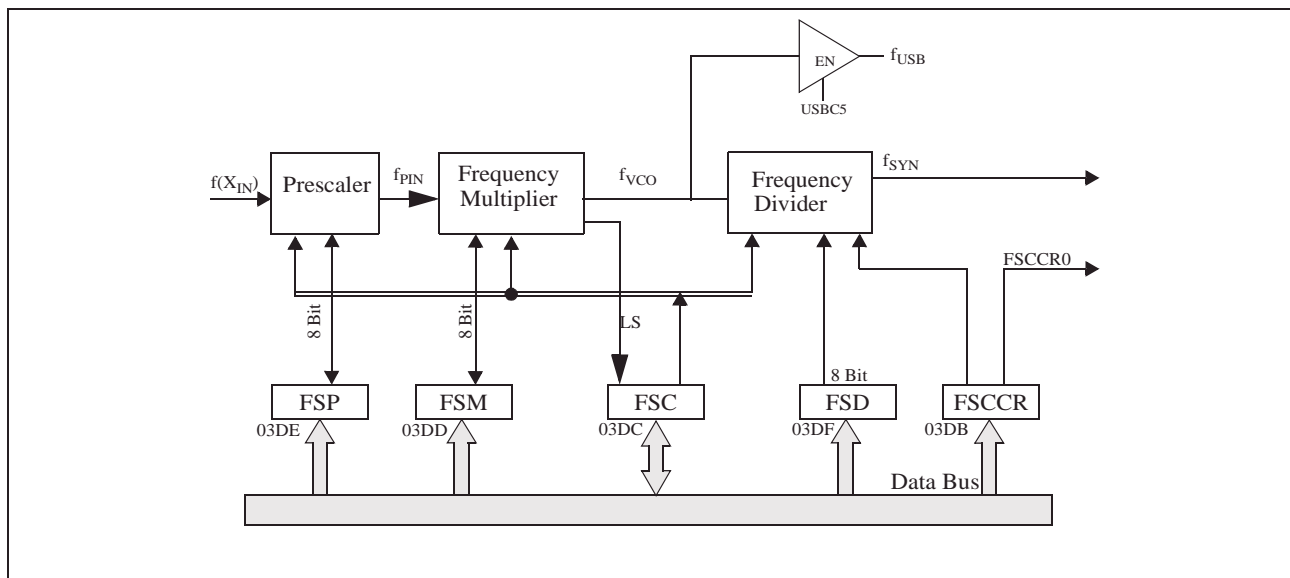 EN
fUSB
USBC5
f(XIN)
Prescaler
fPIN
Frequency
Multiplier
fVCO
Frequency
Divider
fSYN
FSCCR0
8 Bit
8 Bit
LS
8 Bit
FSP
FSM
FSC
FSD
FSCCR
03DE
03DD
03DC
03DF
03DB
Data Bus